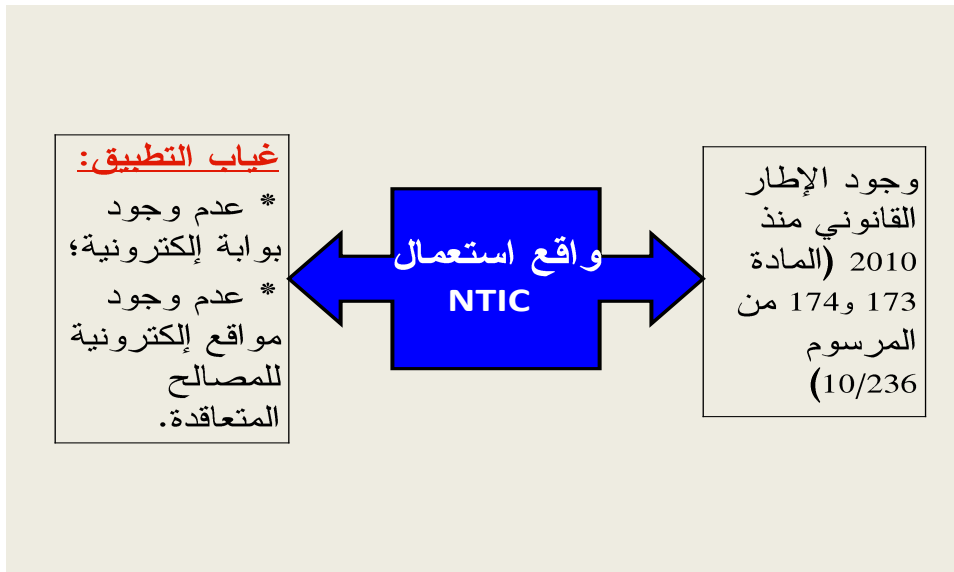 وجود الإطار
القانوني منذ
2010 (المادة
173 و174 من
المرسوم
10/236)
واقع استعمال
NTIC
غياب التطبيق:
* عدم وجود
بوابة إلكترونية؛
* عدم وجود
مواقع إلكترونية
للمصالح
المتعاقدة.